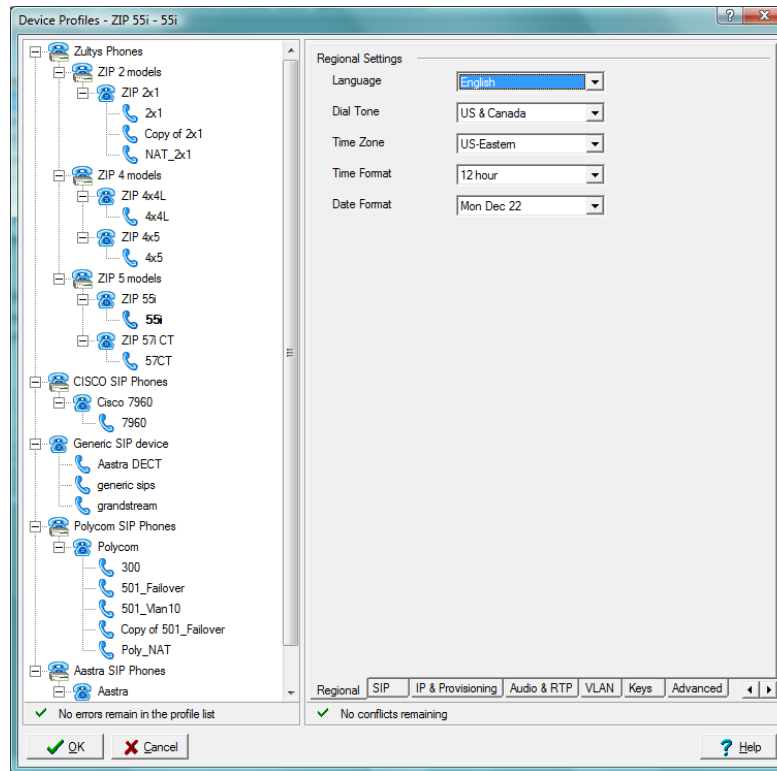 Device Profiles - ZIP 55i - 55i
Zultys Phones
ZIP 2 models
ZIP 2x1
2x1
Copy of 2x1
NAT_2x1
ZIP 4 models
ZIP 4x4L
4x4L
ZIP 4x5
4x5
ZIP 5 models
ZIP 55i
55i
ZIP 57i CT
57CT
CISCO SIP Phones
Cisco 7960
7960
Generic SIP device
Aastra DECT
generic sips
grandstream
Polycom SIP Phones
Polycom
300
501_Failover
501_Vlan10
Copy of 501_Failover
Poly_NAT
Aastra SIP Phones
Aastra
No errors remain in the profile list
Regional Settings
Language English
Dial Tone US & Canada
Time Zone US-Eastern
Time Format 12 hour
Date Format Mon Dec 22
Regional SIP IP & Provisioning Audio & RTP VLAN Keys Advanced
No conflicts remaining
OK Cancel ? Help